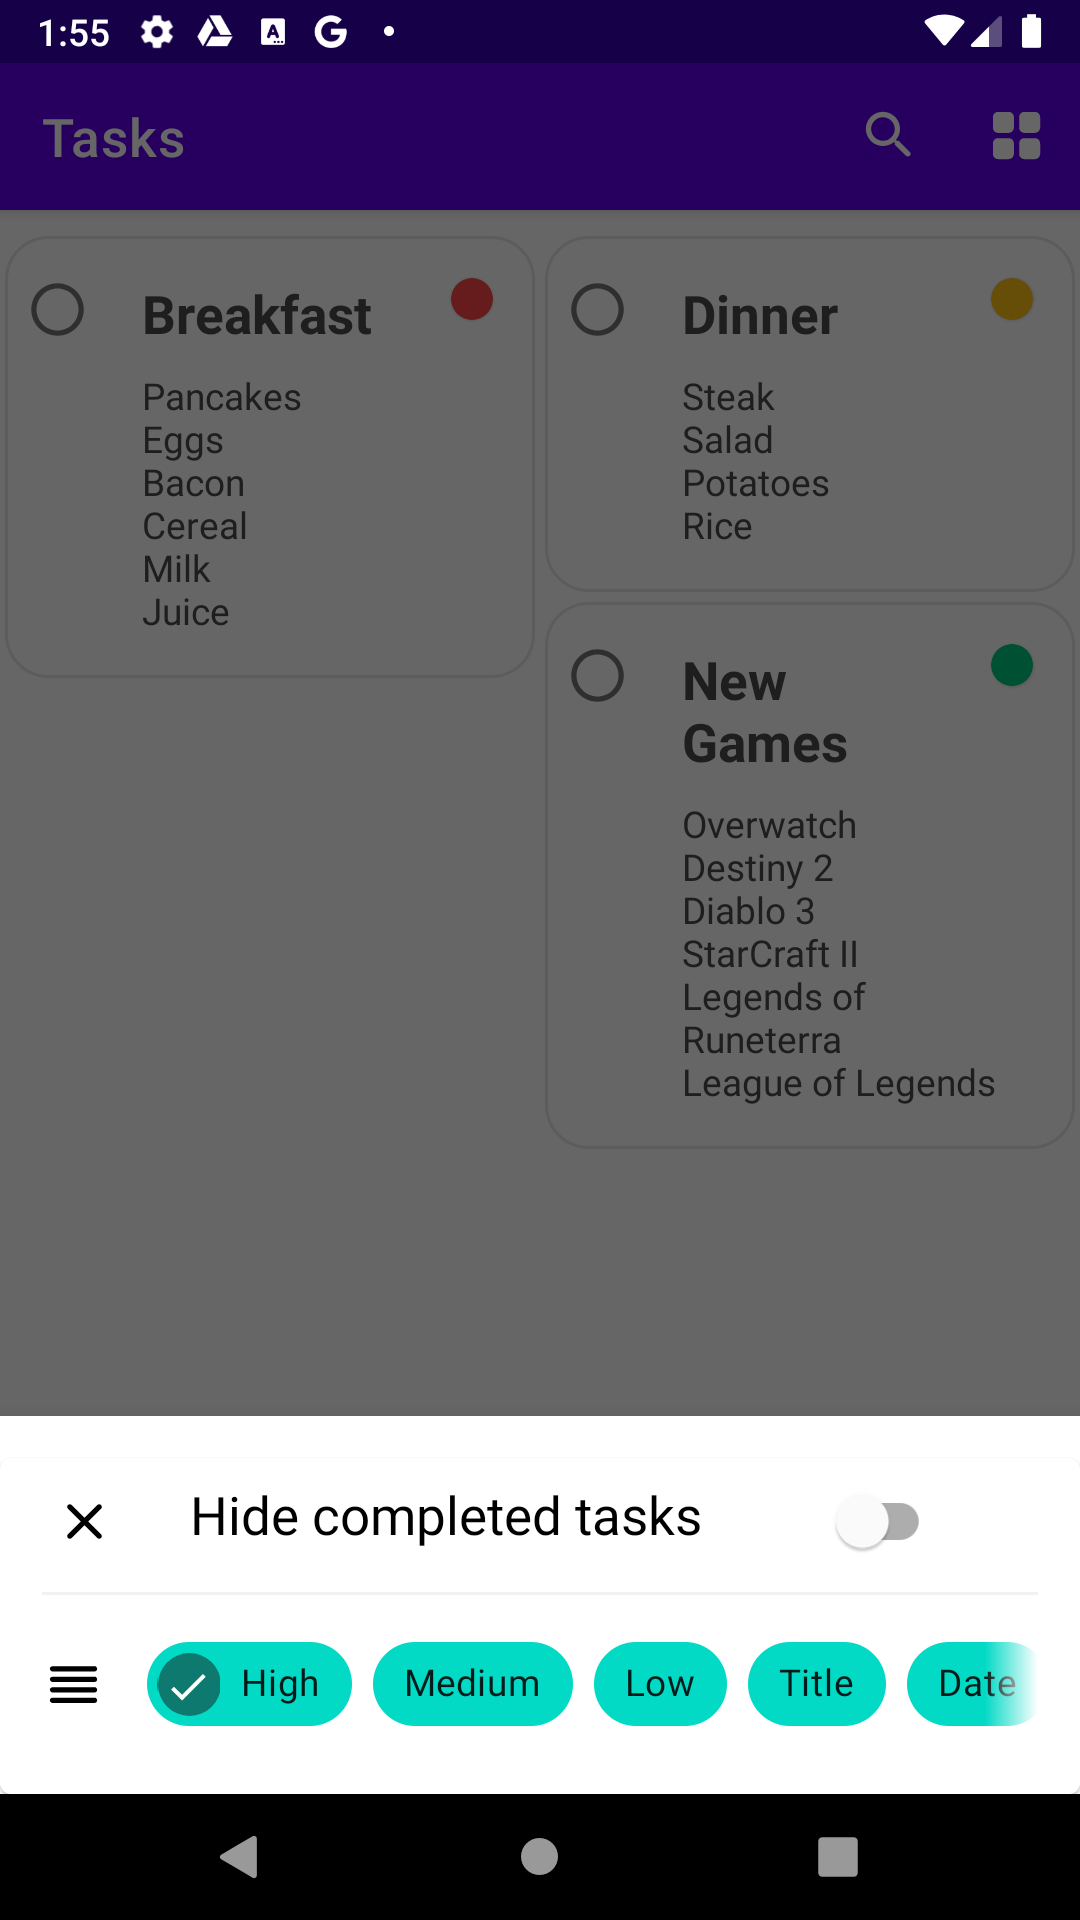 1:55
Tasks
Breakfast
Pancakes
Eggs
Bacon
Cereal
Milk
Juice
Dinner
Steak
Salad
Potatoes
Rice
New
Games
Overwatch
Destiny 2
Diablo 3
StarCraft II
Legends of
Runeterra
League of Legends
Hide completed tasks
High
Medium
Low
Title
Date